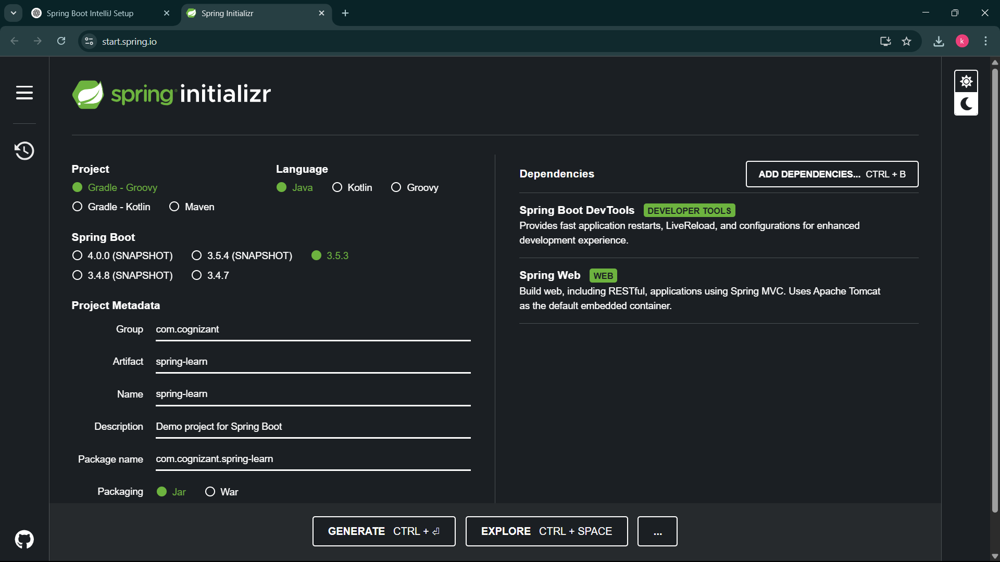 Spring Boot IntelliJ Setup
Spring Initializr
start.spring.io
k
spring initializr
Project
Gradle - Groovy
Gradle - Kotlin
Maven
Language
Java
Kotlin
Groovy
Spring Boot
4.0.0 (SNAPSHOT)
3.5.4 (SNAPSHOT)
3.5.3
3.4.8 (SNAPSHOT)
3.4.7
Project Metadata
Group com.cognizant
Artifact spring-learn
Name spring-learn
Description Demo project for Spring Boot
Package name com.cognizant.spring-learn
Packaging Jar War
Dependencies
ADD DEPENDENCIES... CTRL + B
Spring Boot DevTools DEVELOPER TOOLS
Provides fast application restarts, LiveReload, and configurations for enhanced
development experience.
Spring Web WEB
Build web, including RESTful, applications using Spring MVC. Uses Apache Tomcat
as the default embedded container.
GENERATE CTRL + ⏎
EXPLORE CTRL + SPACE
...